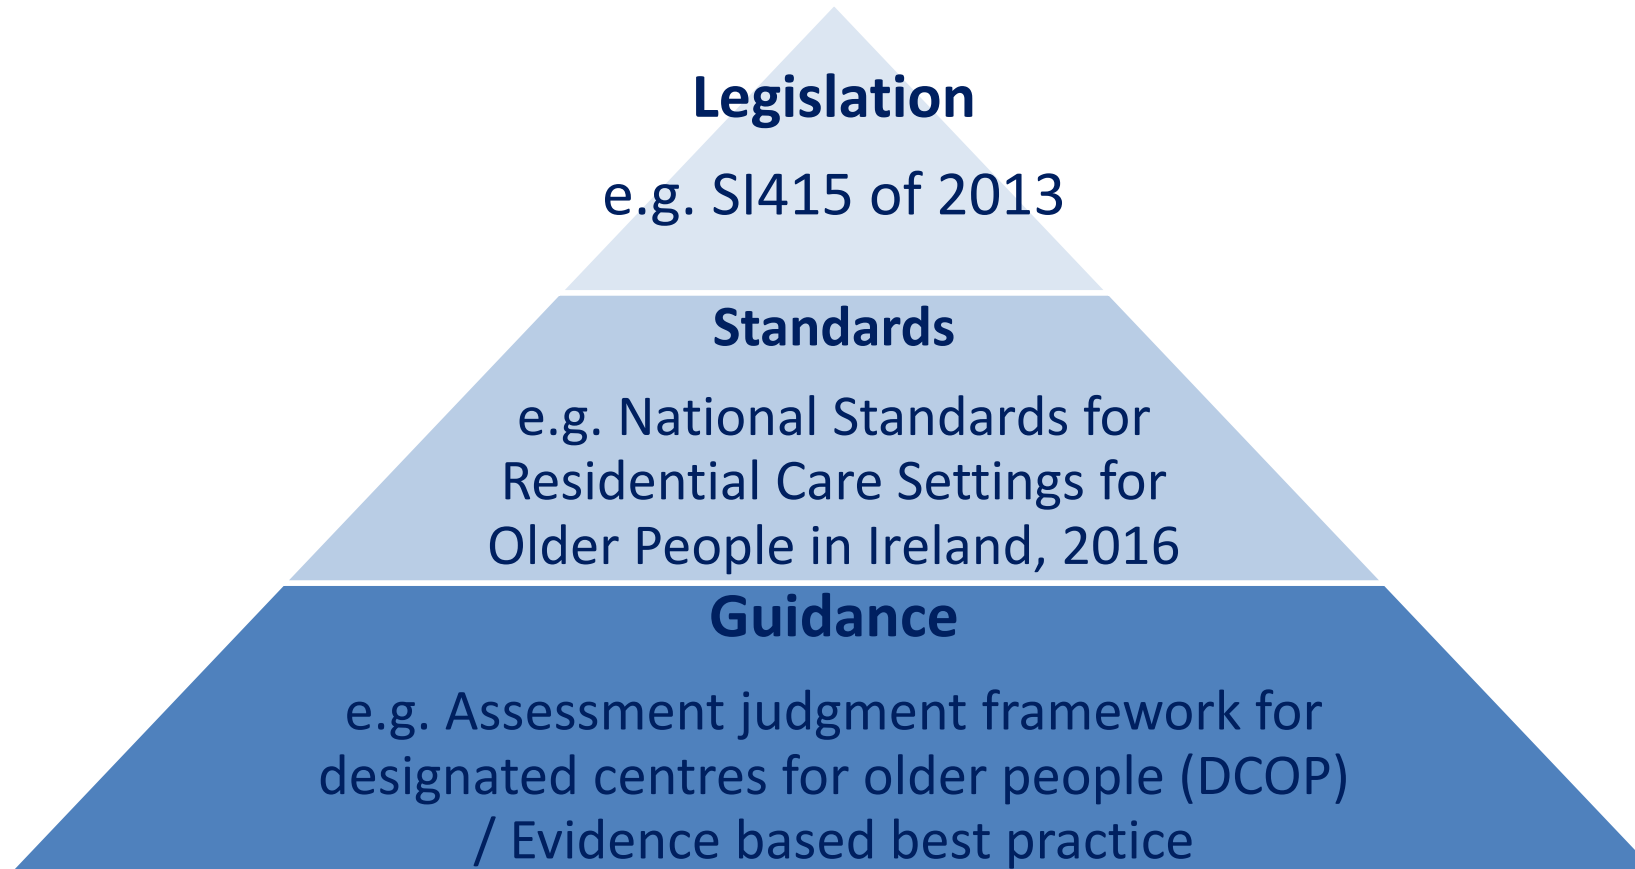 Legislation
e.g. SI415 of 2013
Standards
e.g. National Standards for
Residential Care Settings for
Older People in Ireland, 2016
Guidance
e.g. Assessment judgment framework for
designated centres for older people (DCOP)
/ Evidence based best practice